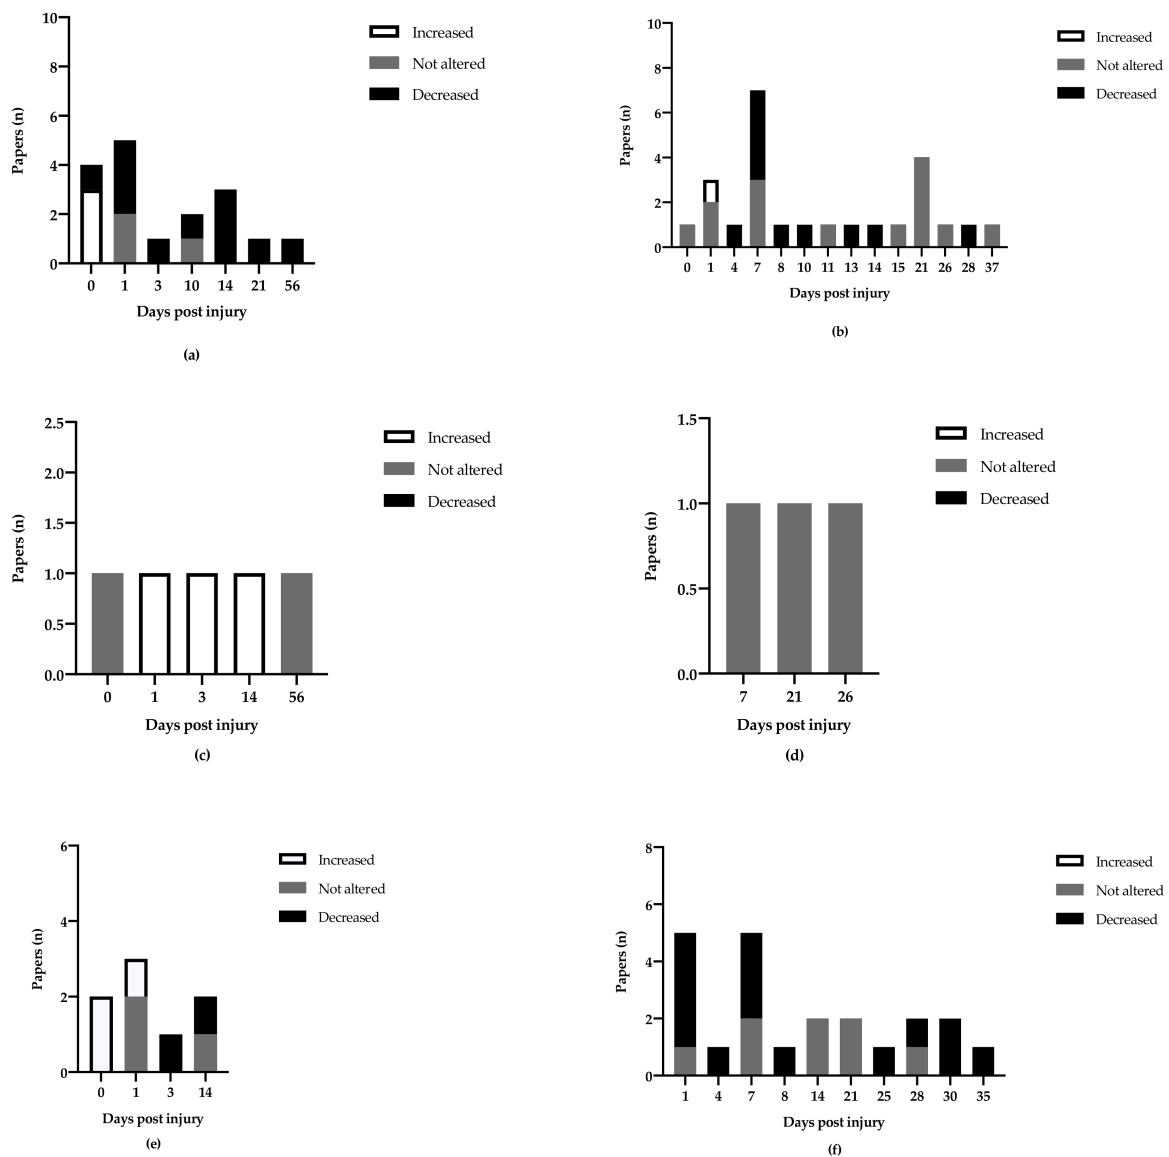 10
8
6
4
2
0
Papers (n)
0 1 3 10 14 21 56
Days post injury
Increased
Not altered
Decreased
(a)
10
8
6
4
2
0
Papers (n)
0 1 4 7 8 10 11 13 14 15 21 26 28 37
Days post injury
Increased
Not altered
Decreased
(b)
2.5
2.0
1.5
1.0
0.5
0.0
Papers (n)
0 1 3 14 56
Days post injury
Increased
Not altered
Decreased
(c)
1.5
1.0
0.5
0.0
Papers (n)
7 21 26
Days post injury
Increased
Not altered
Decreased
(d)
6
4
2
0
Papers (n)
0 1 3 14
Days post injury
Increased
Not altered
Decreased
(e)
8
6
4
2
0
Papers (n)
1 4 7 8 14 21 25 28 30 35
Days post injury
Increased
Not altered
Decreased
(f)